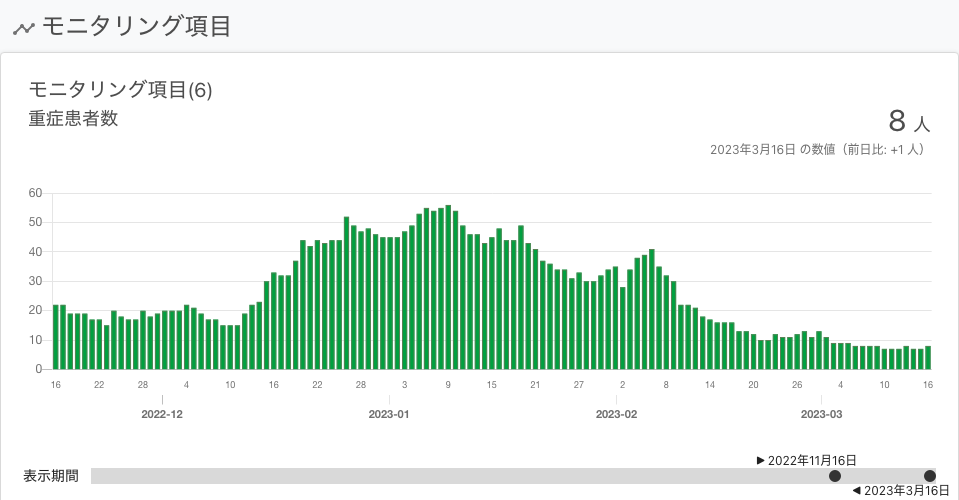 モニタリング項目
モニタリング項目(6)
重症患者数
8 人
2023年3月16日 の数値（前日比: +1 人）
60
50
40
30
20
10
0
16 22 28 4 10 16 22 28 3 9 15 21 27 2 8 14 20 26 4 10 16
2022-12 2023-01 2023-02 2023-03
▶ 2022年11月16日
表示期間
◀ 2023年3月16日